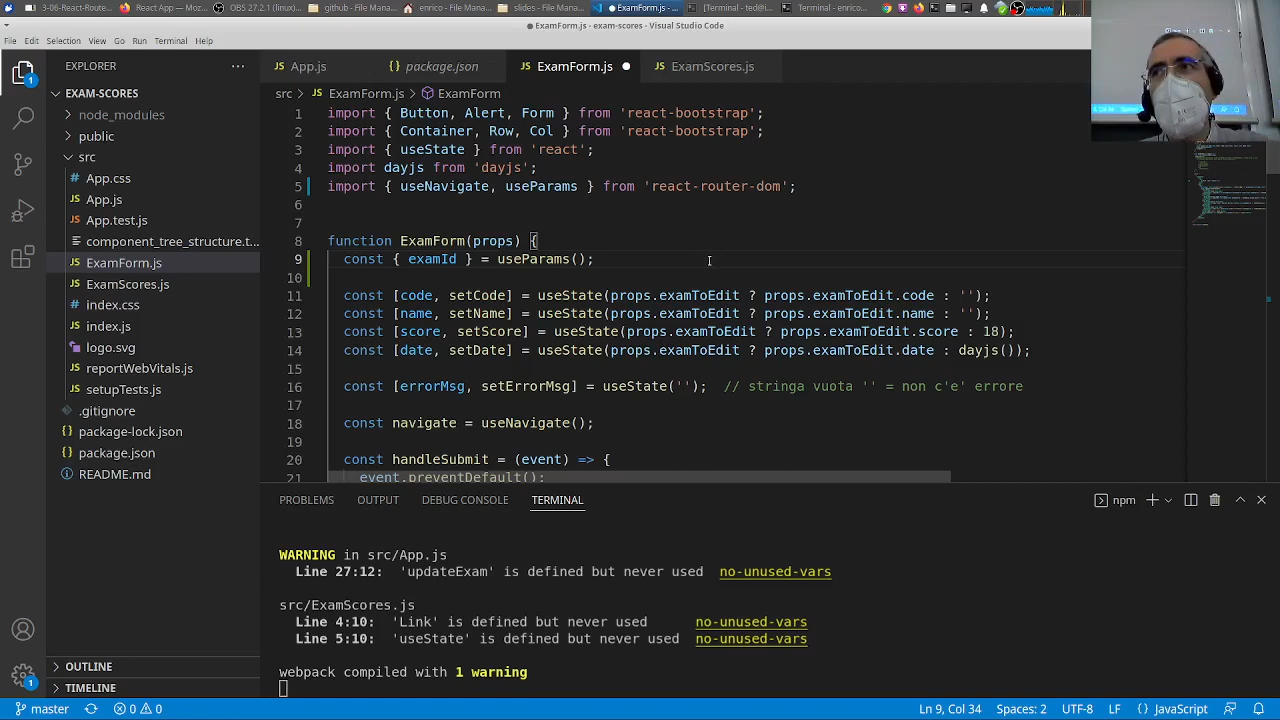 3-06-React-Route...
React App — Mo...
OBS 27.2.1 (linux)...
github - File Mana...
enrico - File Mana...
slides - File Mana...
ExamForm.js - e...
[Terminal - ted@e...
Terminal - enrico...
ExamForm.js - exam-scores - Visual Studio Code
File Edit Selection View Go Run Terminal Help
EXPLORER
EXAM-SCORES
node_modules
public
src
App.css
App.js
App.test.js
component_tree_structure.t...
ExamForm.js
ExamScores.js
index.css
index.js
logo.svg
reportWebVitals.js
setupTests.js
.gitignore
package-lock.json
package.json
README.md
OUTLINE
TIMELINE
1
1
App.js
package.json
ExamForm.js
ExamScores.js
src > ExamForm.js > ExamForm
1 import { Button, Alert, Form } from 'react-bootstrap';
2 import { Container, Row, Col } from 'react-bootstrap';
3 import { useState } from 'react';
4 import dayjs from 'dayjs';
5 import { useNavigate, useParams } from 'react-router-dom';
6
7
8 function ExamForm(props) {
9 const { examId } = useParams();
10
11 const [code, setCode] = useState(props.examToEdit ? props.examToEdit.code : '');
12 const [name, setName] = useState(props.examToEdit ? props.examToEdit.name : '');
13 const [score, setScore] = useState(props.examToEdit ? props.examToEdit.score : 18);
14 const [date, setDate] = useState(props.examToEdit ? props.examToEdit.date : dayjs());
15
16 const [errorMsg, setErrorMsg] = useState(''); // stringa vuota '' = non c'e' errore
17
18 const navigate = useNavigate();
19
20 const handleSubmit = (event) => {
21 event.preventDefault();
PROBLEMS OUTPUT DEBUG CONSOLE TERMINAL
npm
WARNING in src/App.js
Line 27:12: 'updateExam' is defined but never used no-unused-vars
src/ExamScores.js
Line 4:10: 'Link' is defined but never used no-unused-vars
Line 5:10: 'useState' is defined but never used no-unused-vars
webpack compiled with 1 warning
master
0
0
Ln 9, Col 34
Spaces: 2
UTF-8
LF
{} JavaScript